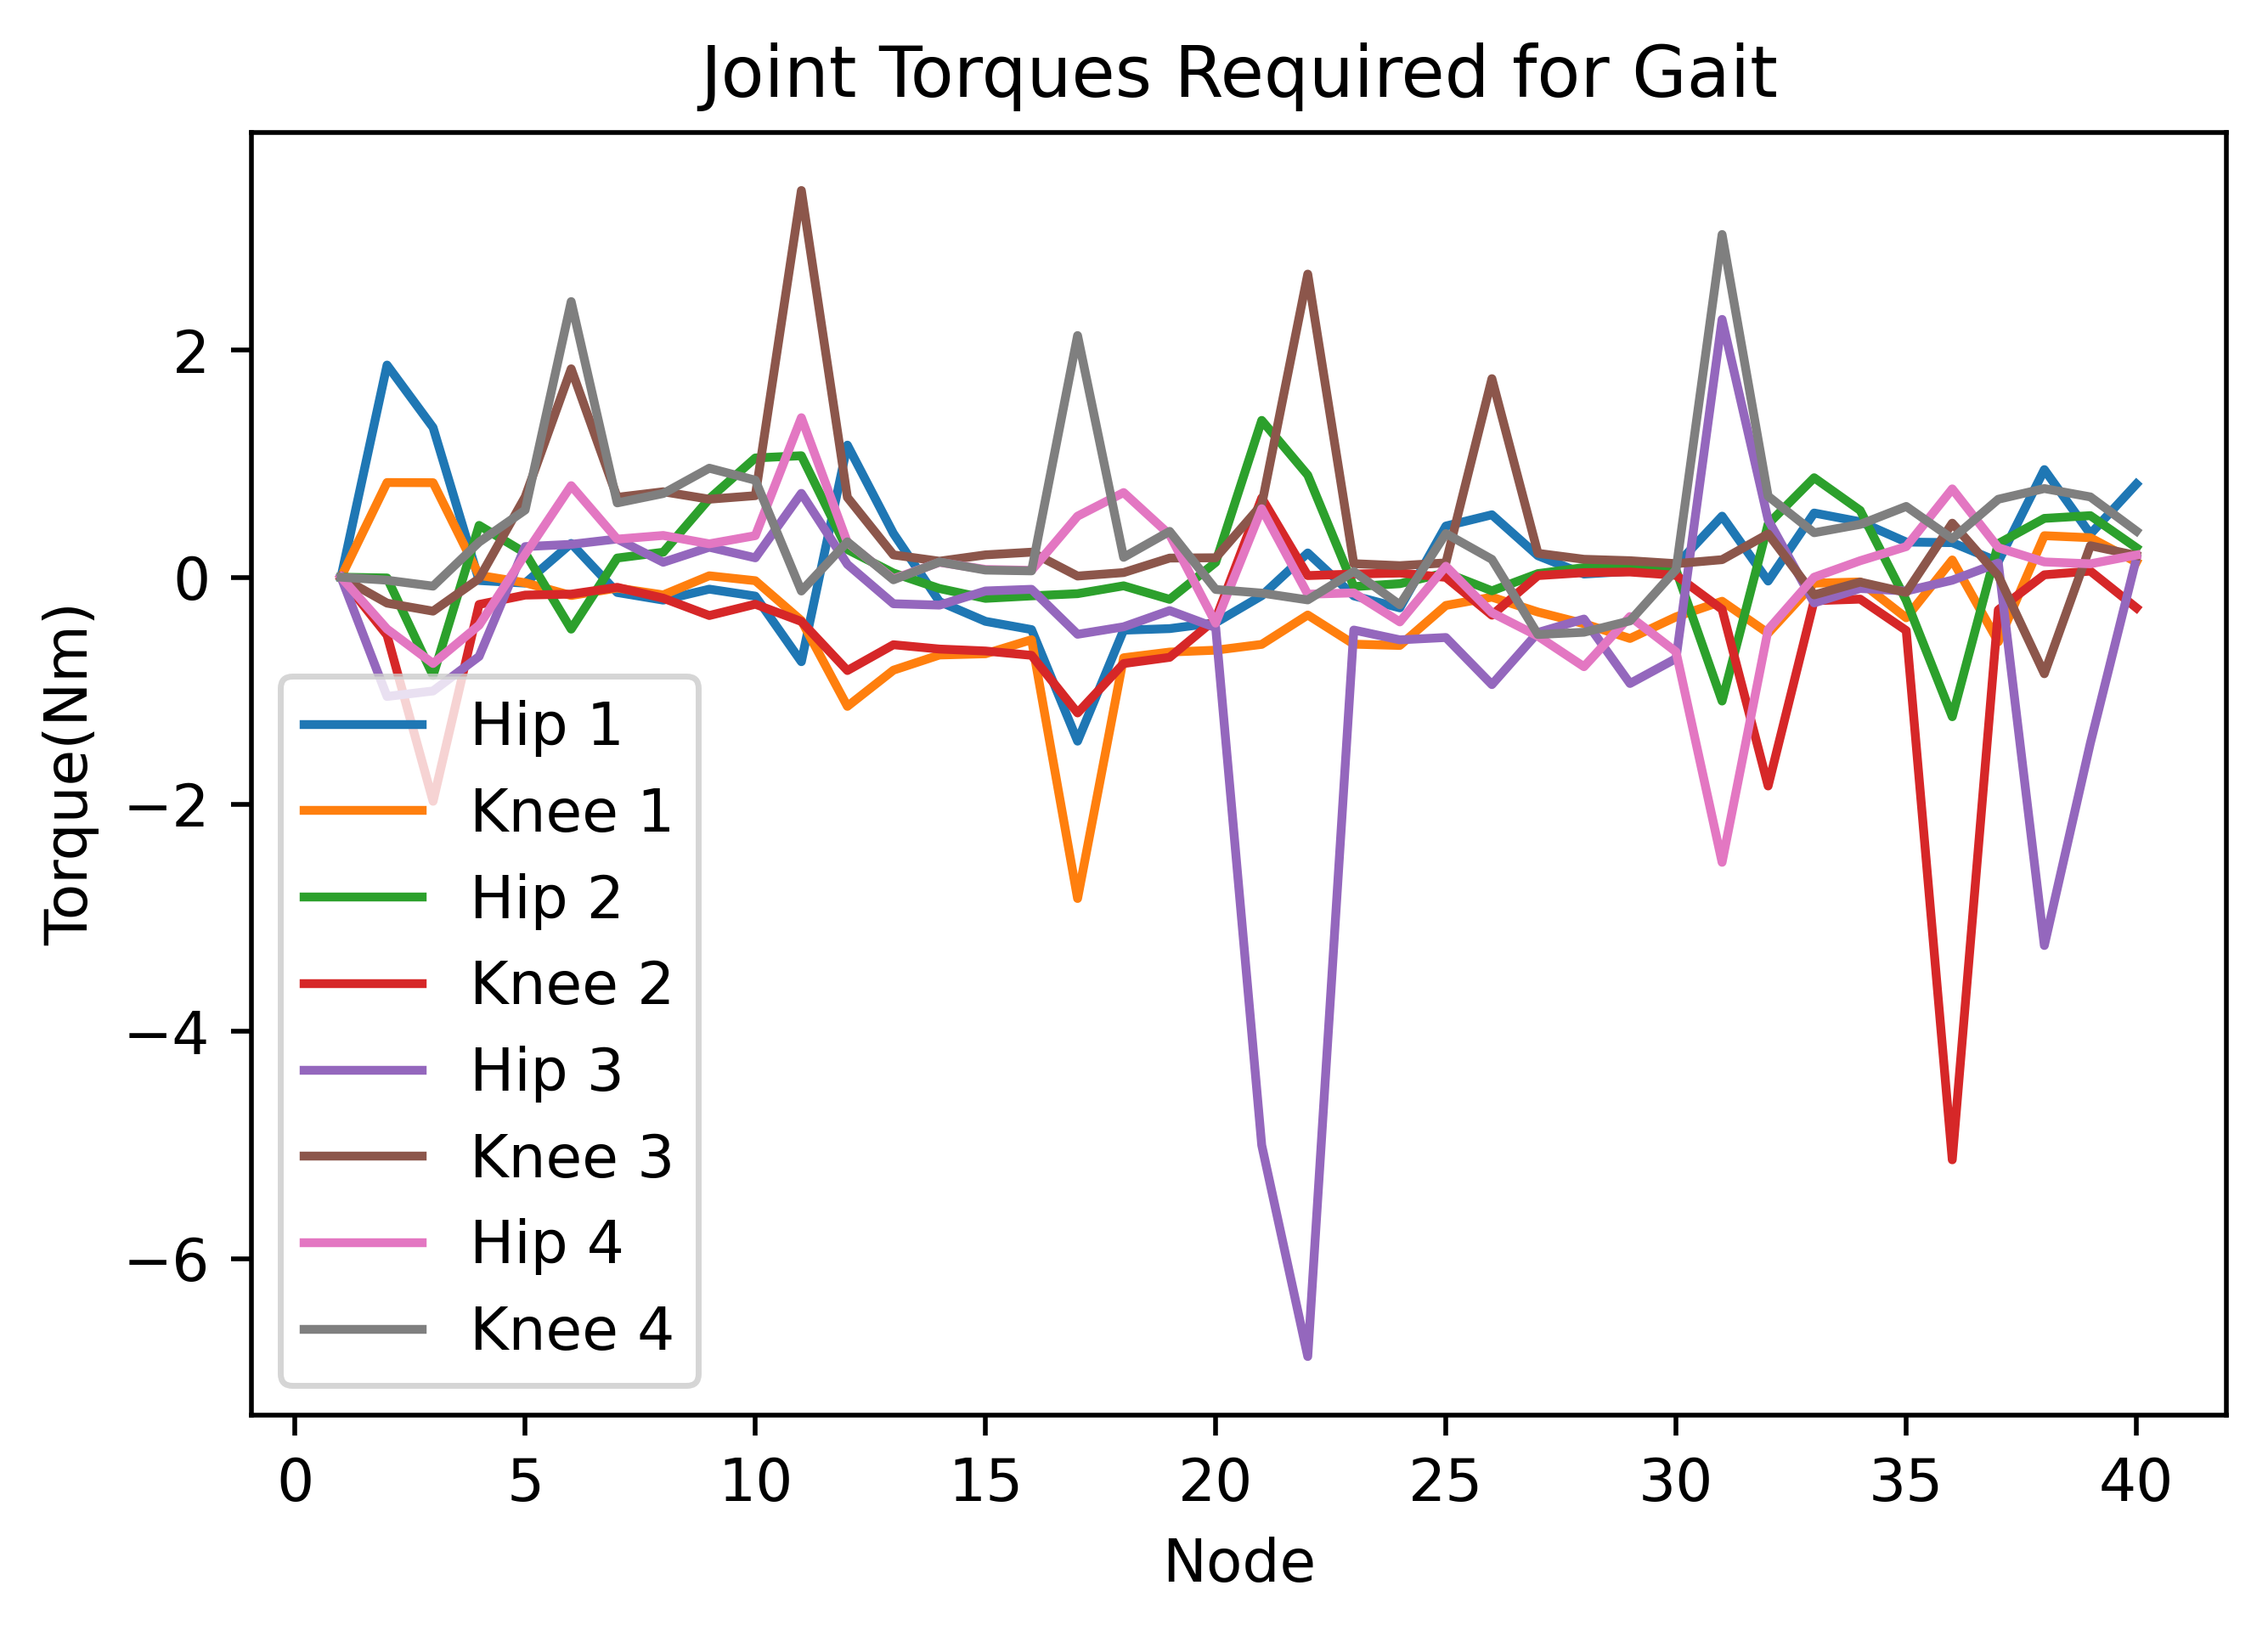 Joint Torques Required for Gait
Torque(Nm)
2
0
−2
−4
−6
Hip 1
Knee 1
Hip 2
Knee 2
Hip 3
Knee 3
Hip 4
Knee 4
0 5 10 15 20 25 30 35 40
Node